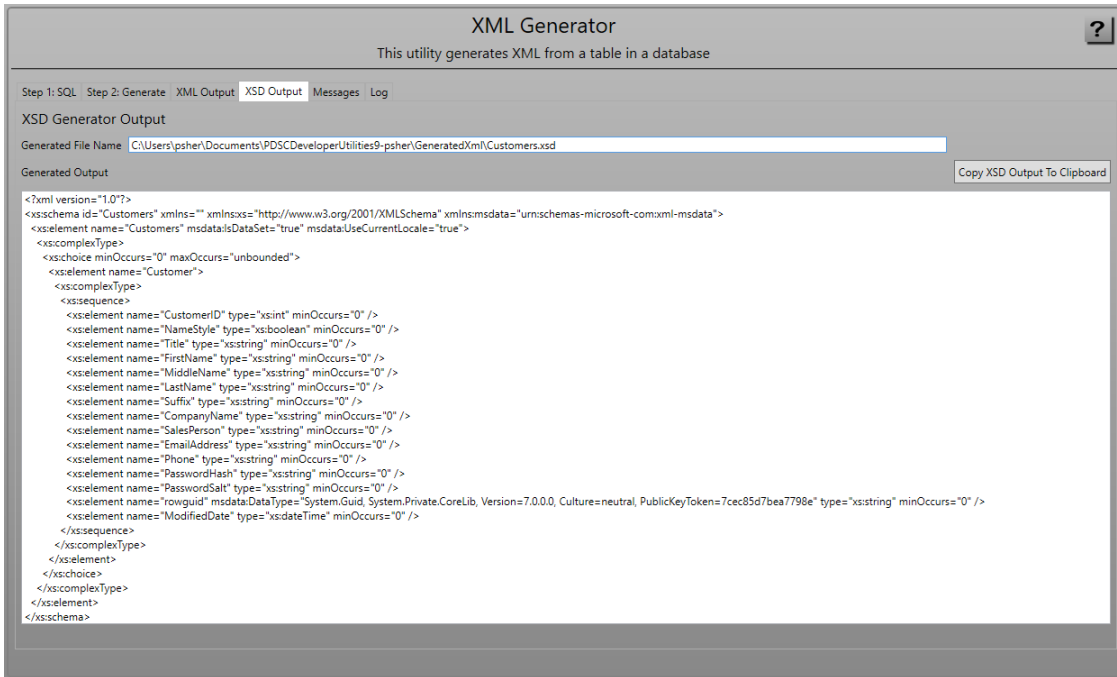 XML Generator
?
This utility generates XML from a table in a database
Step 1: SQL Step 2: Generate XML Output XSD Output Messages Log
XSD Generator Output
Generated File Name C:\Users\psher\Documents\PDSCDeveloperUtilities9-psher\GeneratedXml\Customers.xsd
Generated Output Copy XSD Output To Clipboard
<?xml version="1.0"?>
<xs:schema id="Customers" xmlns="" xmlns:xs="http://www.w3.org/2001/XMLSchema" xmlns:msdata="urn:schemas-microsoft-com:xml-msdata">
<xs:element name="Customers" msdata:IsDataSet="true" msdata:UseCurrentLocale="true">
<xs:complexType>
<xs:choice minOccurs="0" maxOccurs="unbounded">
<xs:element name="Customer">
<xs:complexType>
<xs:sequence>
<xs:element name="CustomerID" type="xs:int" minOccurs="0" />
<xs:element name="NameStyle" type="xs:boolean" minOccurs="0" />
<xs:element name="Title" type="xs:string" minOccurs="0" />
<xs:element name="FirstName" type="xs:string" minOccurs="0" />
<xs:element name="MiddleName" type="xs:string" minOccurs="0" />
<xs:element name="LastName" type="xs:string" minOccurs="0" />
<xs:element name="Suffix" type="xs:string" minOccurs="0" />
<xs:element name="CompanyName" type="xs:string" minOccurs="0" />
<xs:element name="SalesPerson" type="xs:string" minOccurs="0" />
<xs:element name="EmailAddress" type="xs:string" minOccurs="0" />
<xs:element name="Phone" type="xs:string" minOccurs="0" />
<xs:element name="PasswordHash" type="xs:string" minOccurs="0" />
<xs:element name="PasswordSalt" type="xs:string" minOccurs="0" />
<xs:element name="rowguid" msdata:DataType="System.Guid, System.Private.CoreLib, Version=7.0.0.0, Culture=neutral, PublicKeyToken=7cec85d7bea7798e" type="xs:string" minOccurs="0" />
<xs:element name="ModifiedDate" type="xs:dateTime" minOccurs="0" />
</xs:sequence>
</xs:complexType>
</xs:element>
</xs:choice>
</xs:complexType>
</xs:element>
</xs:schema>